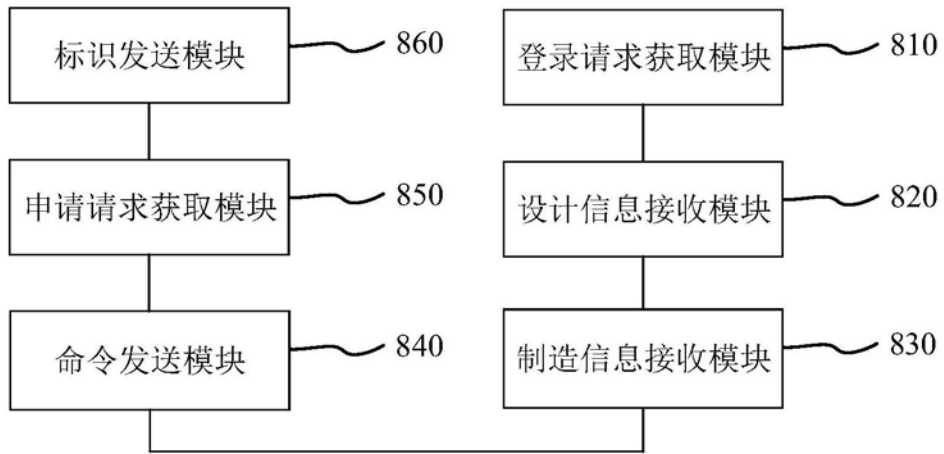 标识发送模块 860
登录请求获取模块 810
申请请求获取模块 850
设计信息接收模块 820
命令发送模块 840
制造信息接收模块 830